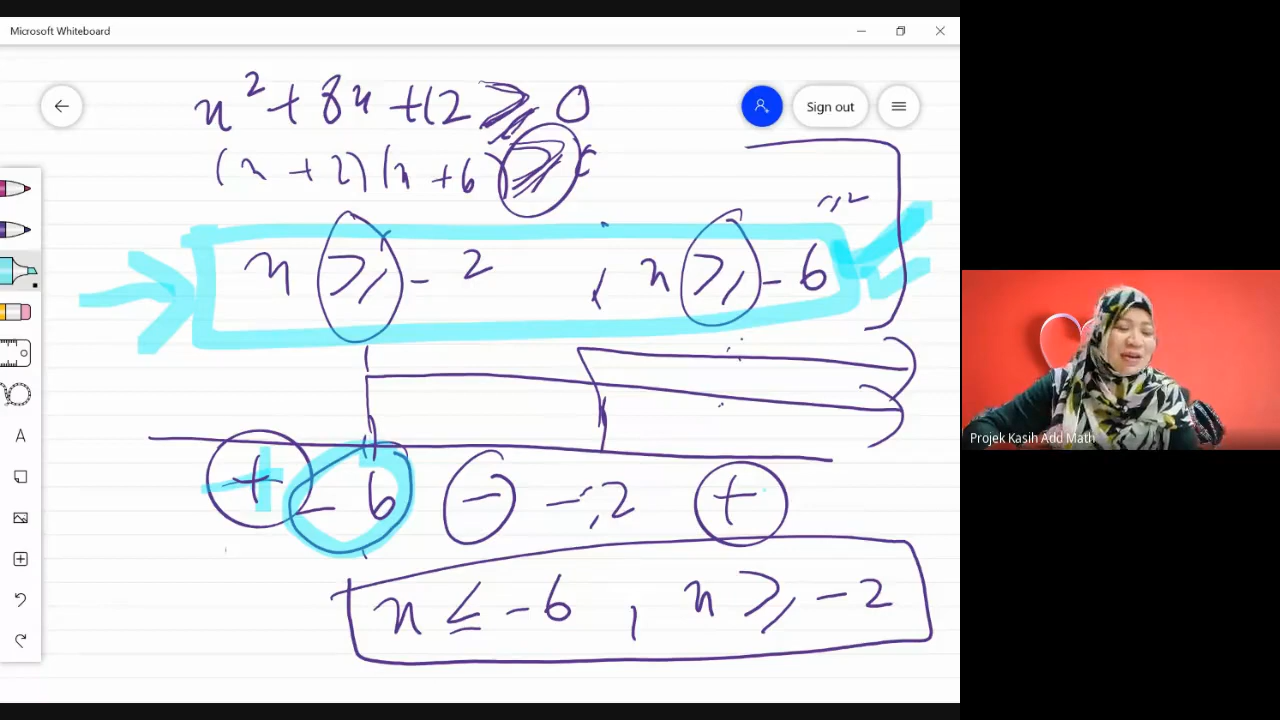 Microsoft Whiteboard
Sign out
x² + 8x + 12 ≥ 0
(x + 2)(x + 6) ≥
-2
x ≥ -2 , x ≥ -6
+ -6 - -2 +
x ≤ -6 , x ≥ -2
A
Projek Kasih Add Math